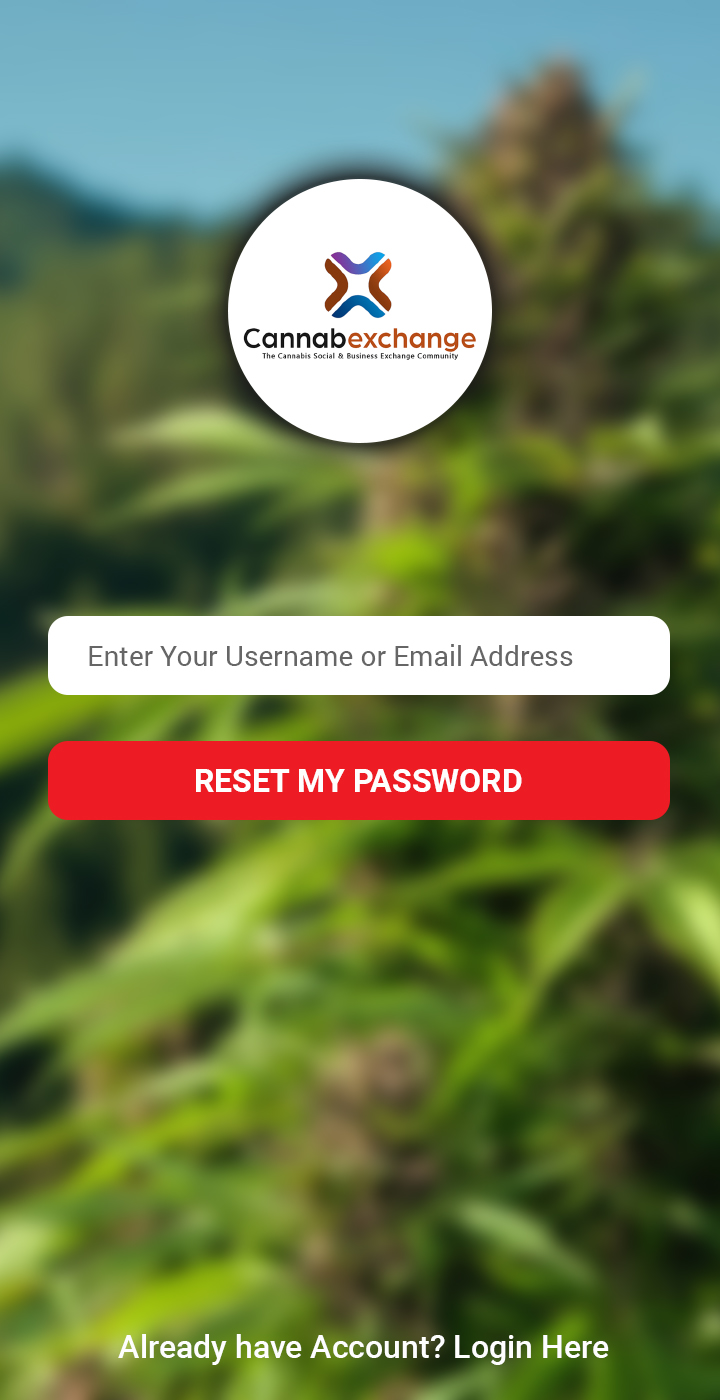 Cannabexchange
The Cannabis Social & Business Exchange Community
Enter Your Username or Email Address
RESET MY PASSWORD
Already have Account? Login Here